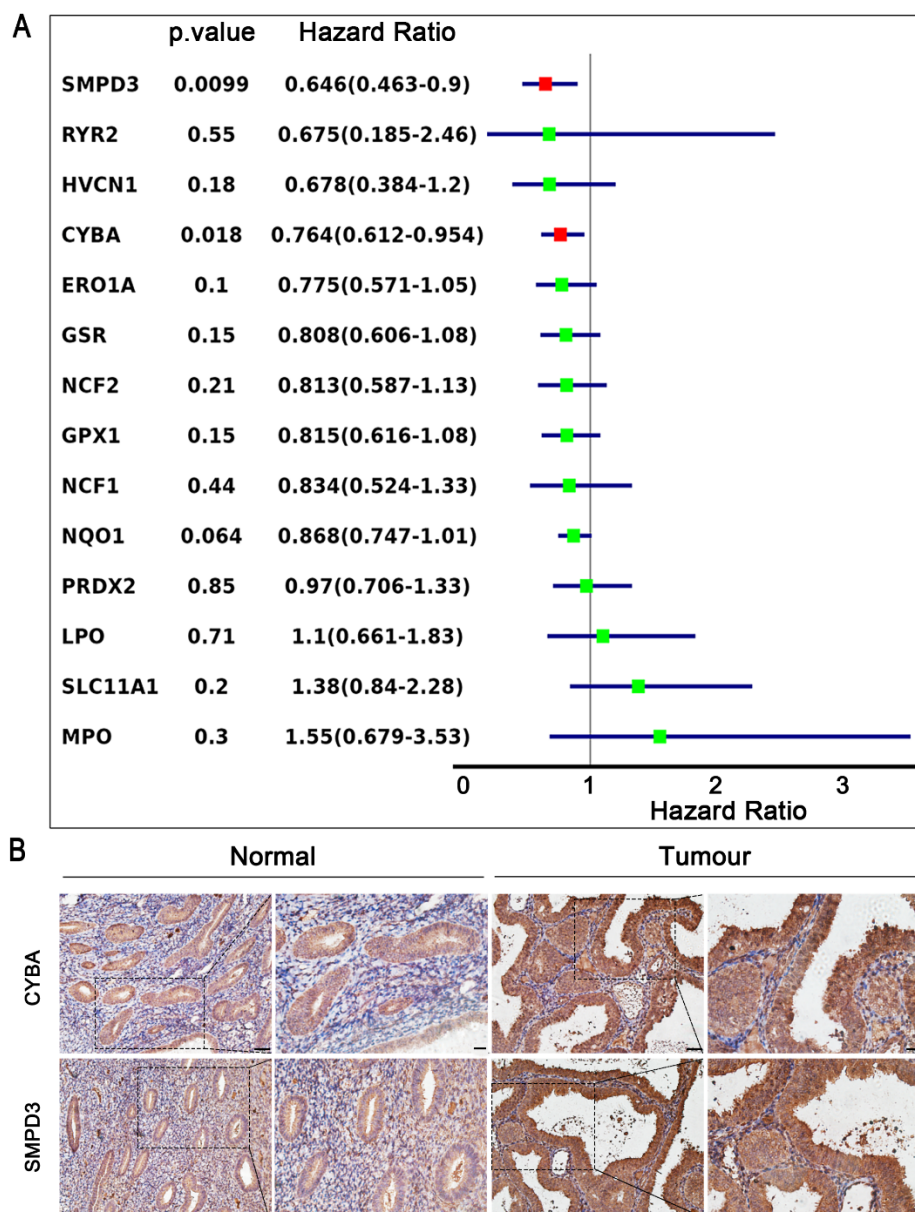 A
p.value Hazard Ratio
SMPD3 0.0099 0.646(0.463-0.9)
RYR2 0.55 0.675(0.185-2.46)
HVCN1 0.18 0.678(0.384-1.2)
CYBA 0.018 0.764(0.612-0.954)
ERO1A 0.1 0.775(0.571-1.05)
GSR 0.15 0.808(0.606-1.08)
NCF2 0.21 0.813(0.587-1.13)
GPX1 0.15 0.815(0.616-1.08)
NCF1 0.44 0.834(0.524-1.33)
NQO1 0.064 0.868(0.747-1.01)
PRDX2 0.85 0.97(0.706-1.33)
LPO 0.71 1.1(0.661-1.83)
SLC11A1 0.2 1.38(0.84-2.28)
MPO 0.3 1.55(0.679-3.53)
0 1 2 3
Hazard Ratio
B
Normal Tumour
CYBA
SMPD3